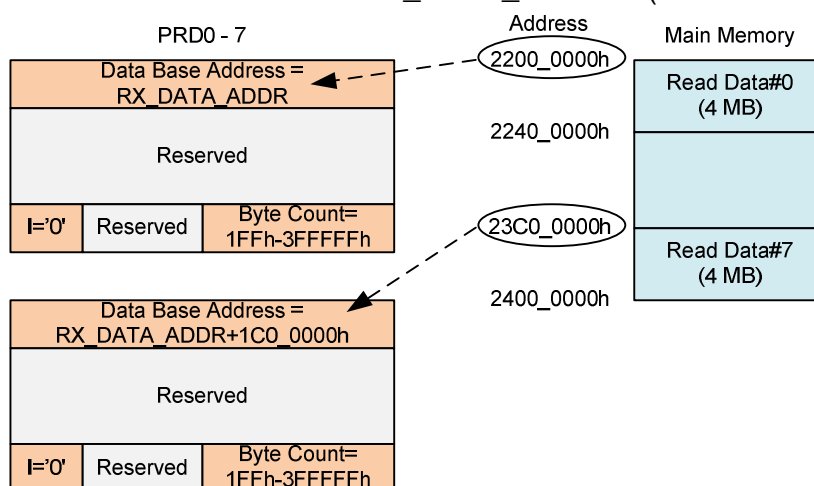 PRD0 - 7
Data Base Address =
RX_DATA_ADDR
Reserved
I='0'
Reserved
Byte Count=
1FFh-3FFFFFh
Data Base Address =
RX_DATA_ADDR+1C0_0000h
Reserved
I='0'
Reserved
Byte Count=
1FFh-3FFFFFh
Address
2200_0000h
2240_0000h
23C0_0000h
2400_0000h
Main Memory
Read Data#0
(4 MB)
Read Data#7
(4 MB)